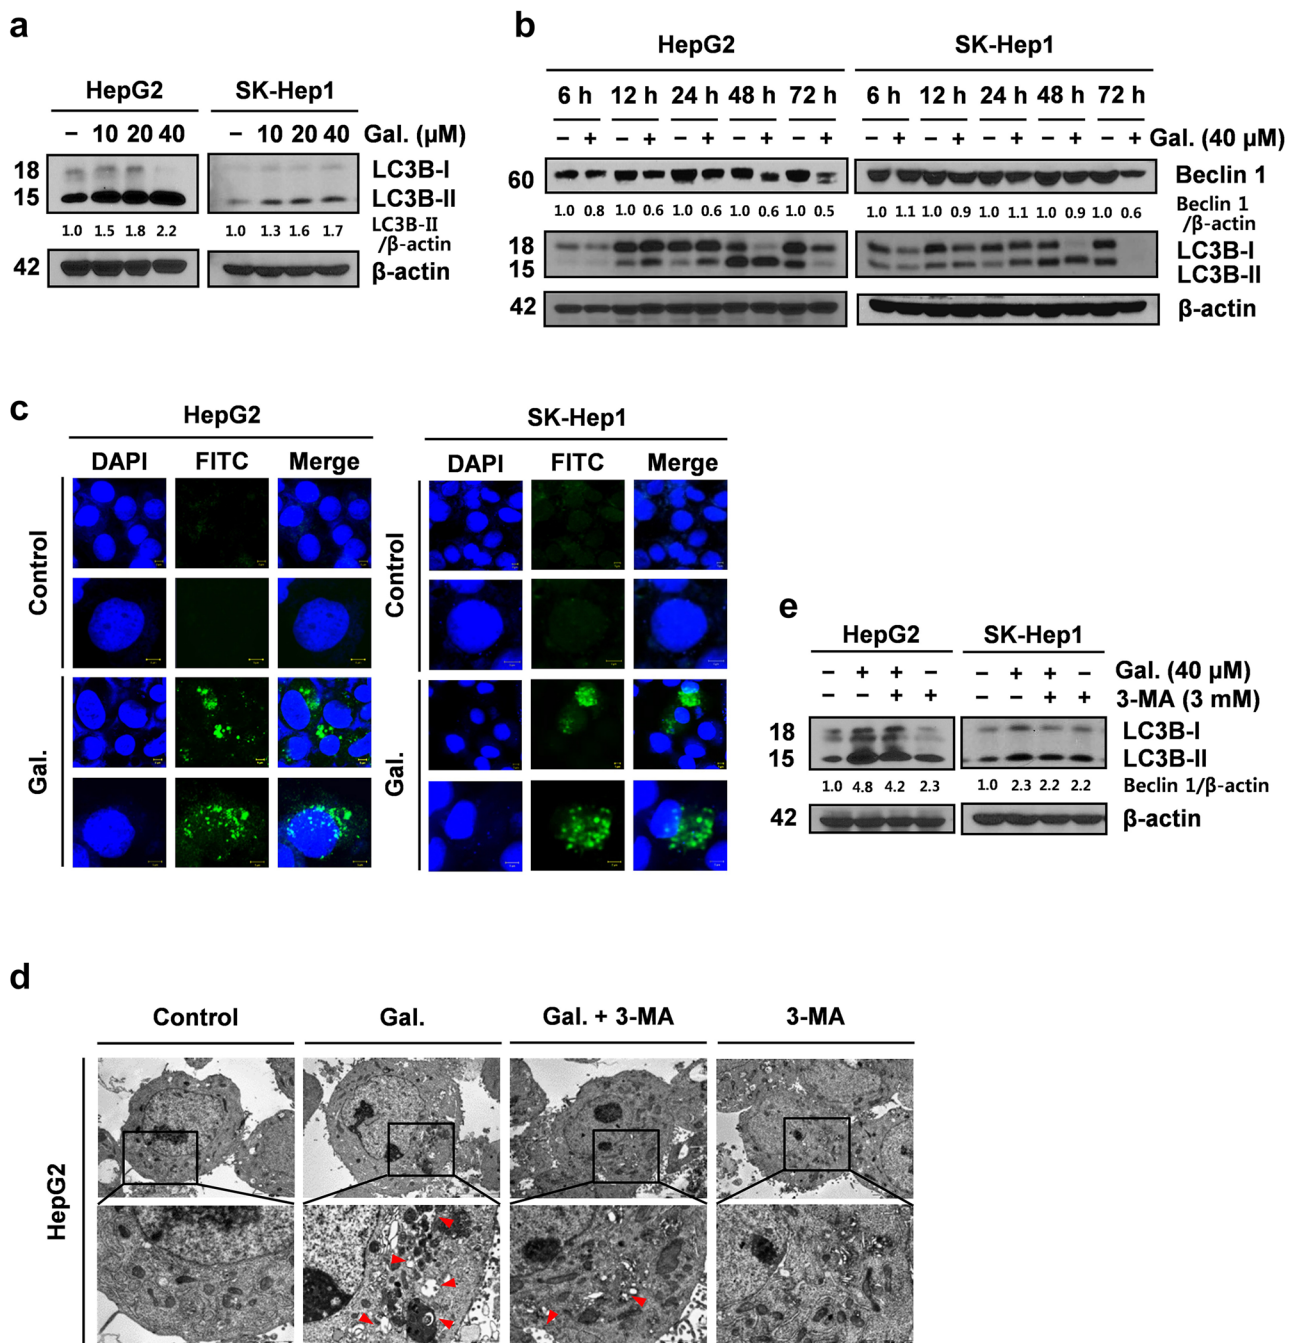 a
HepG2 SK-Hep1
– 10 20 40 – 10 20 40 Gal. (µM)
18 LC3B-I
15 LC3B-II
1.0 1.5 1.8 2.2 1.0 1.3 1.6 1.7 LC3B-II
/β-actin
42 β-actin
b
HepG2 SK-Hep1
6 h 12 h 24 h 48 h 72 h 6 h 12 h 24 h 48 h 72 h
– + – + – + – + – + – + – + – + – + – + Gal. (40 µM)
60 Beclin 1
1.0 0.8 1.0 0.6 1.0 0.6 1.0 0.6 1.0 0.5 1.0 1.1 1.0 0.9 1.0 1.1 1.0 0.9 1.0 0.6 Beclin 1
/β-actin
18 LC3B-I
15 LC3B-II
42 β-actin
c
HepG2 SK-Hep1
DAPI FITC Merge DAPI FITC Merge
Control Control
Gal. Gal.
e
HepG2 SK-Hep1
– + + – – + + – Gal. (40 µM)
– – + + – – + + 3-MA (3 mM)
18 LC3B-I
15 LC3B-II
1.0 4.8 4.2 2.3 1.0 2.3 2.2 2.2 Beclin 1/β-actin
42 β-actin
d
Control Gal. Gal. + 3-MA 3-MA
HepG2